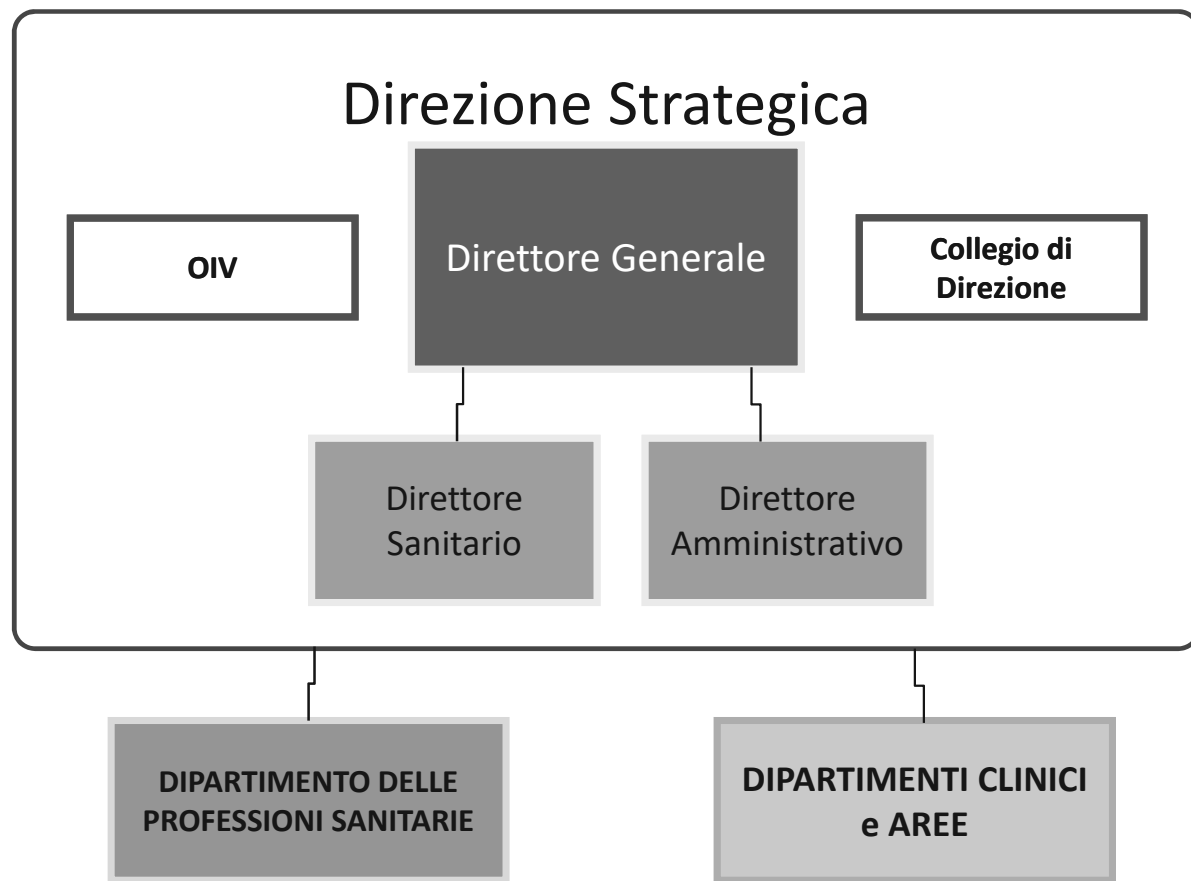 Direzione Strategica
OIV
Direttore Generale
Collegio di
Direzione
Direttore
Sanitario
Direttore
Amministrativo
DIPARTIMENTO DELLE
PROFESSIONI SANITARIE
DIPARTIMENTI CLINICI
e AREE